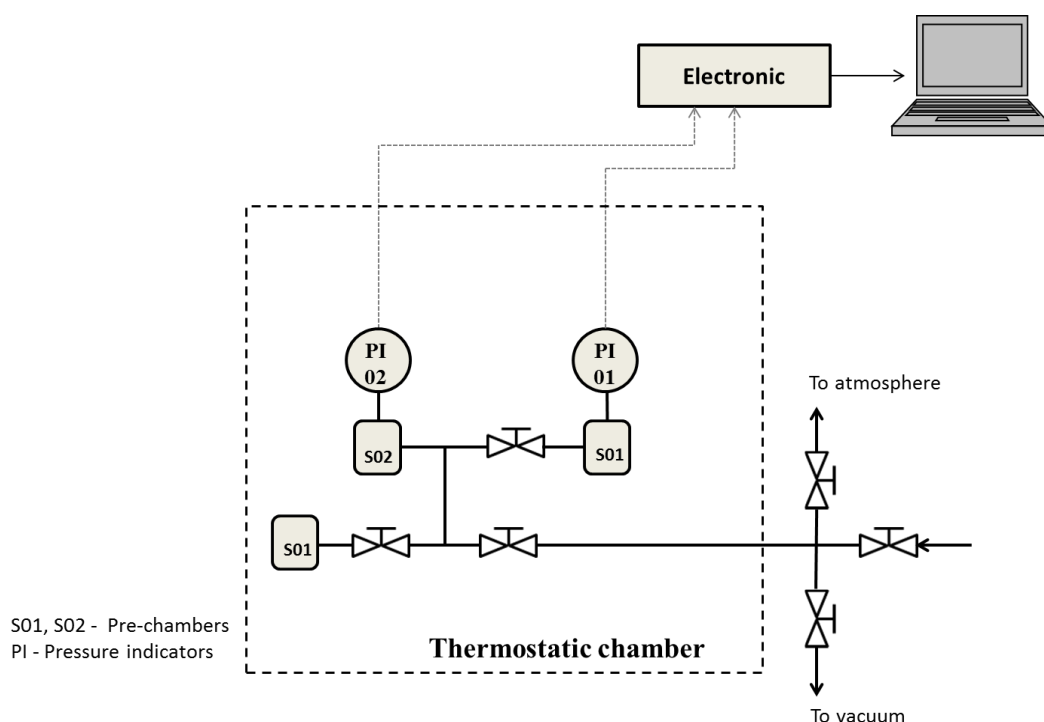 Electronic
PI
02
PI
01
To atmosphere
S02
S01
S01
S01, S02 - Pre-chambers
PI - Pressure indicators
Thermostatic chamber
To vacuum